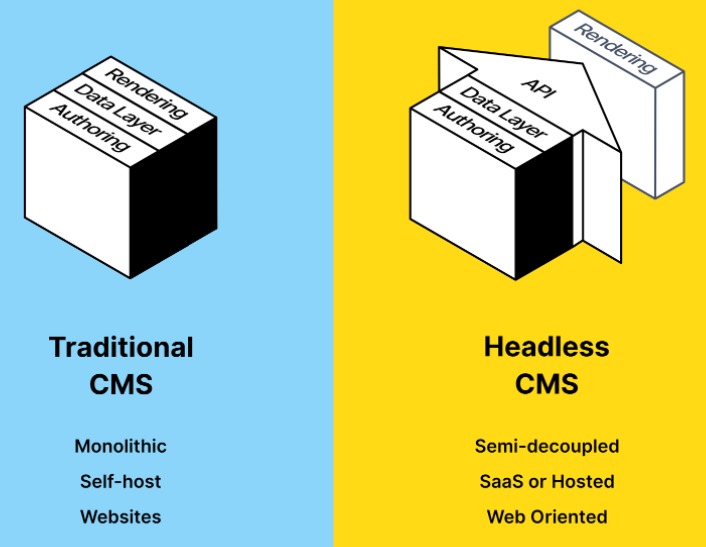 Rendering
Data Layer
Authoring
Traditional
CMS
Monolithic
Self-host
Websites
Rendering
API
Data Layer
Authoring
Headless
CMS
Semi-decoupled
SaaS or Hosted
Web Oriented